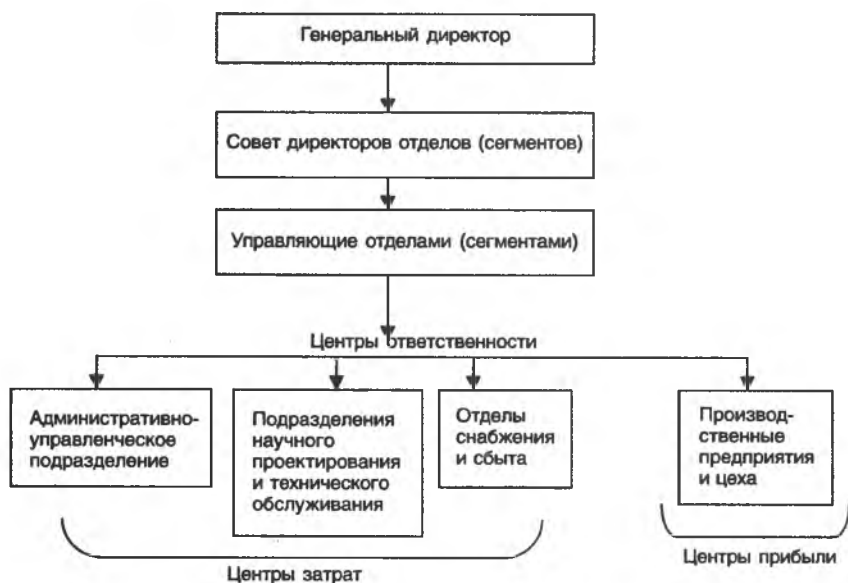 Генеральный директор
Совет директоров отделов (сегментов)
Управляющие отделами (сегментами)
Центры ответственности
Административно-
управленческое
подразделение
Подразделения
научного
проектирования
и технического
обслуживания
Отделы
снабжения
и сбыта
Производ-
ственные
предприятия
и цеха
Центры затрат
Центры прибыли